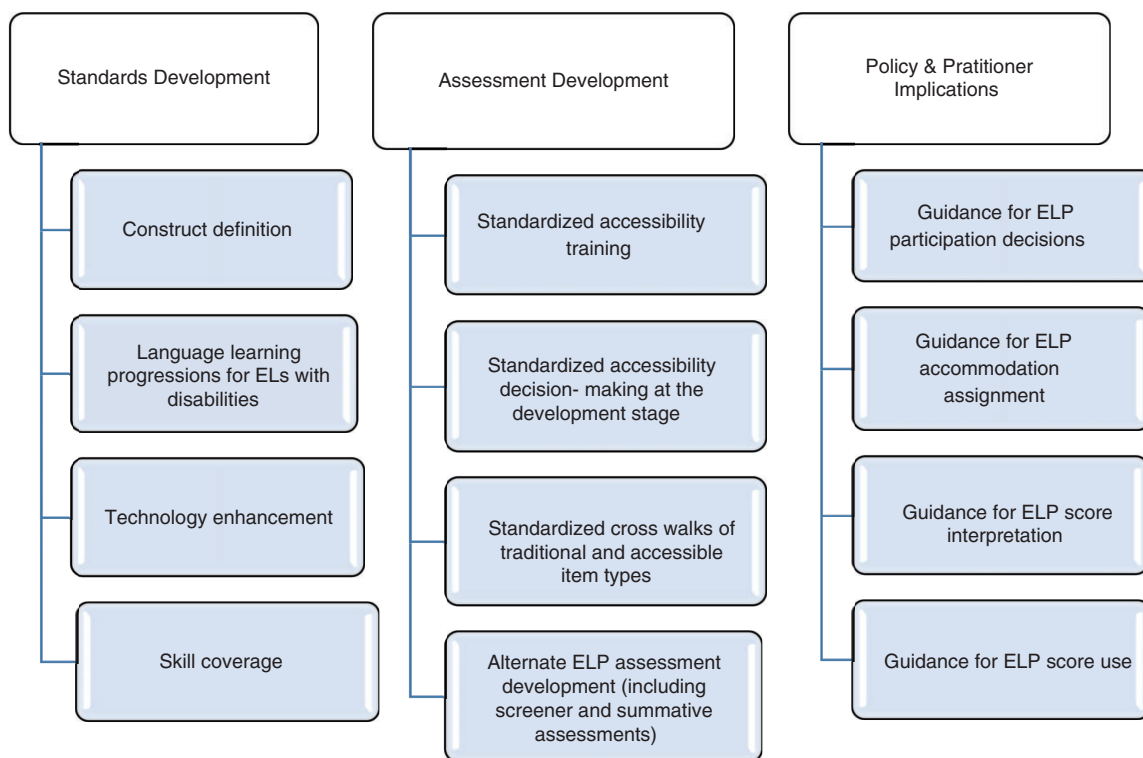 Standards Development
Construct definition
Language learning
progressions for ELs with
disabilities
Technology enhancement
Skill coverage
Assessment Development
Standardized accessibility
training
Standardized accessibility
decision- making at the
development stage
Standardized cross walks of
traditional and accessible
item types
Alternate ELP assessment
development (including
screener and summative
assessments)
Policy & Pratitioner
Implications
Guidance for ELP
participation decisions
Guidance for ELP
accommodation
assignment
Guidance for ELP score
interpretation
Guidance for ELP score use